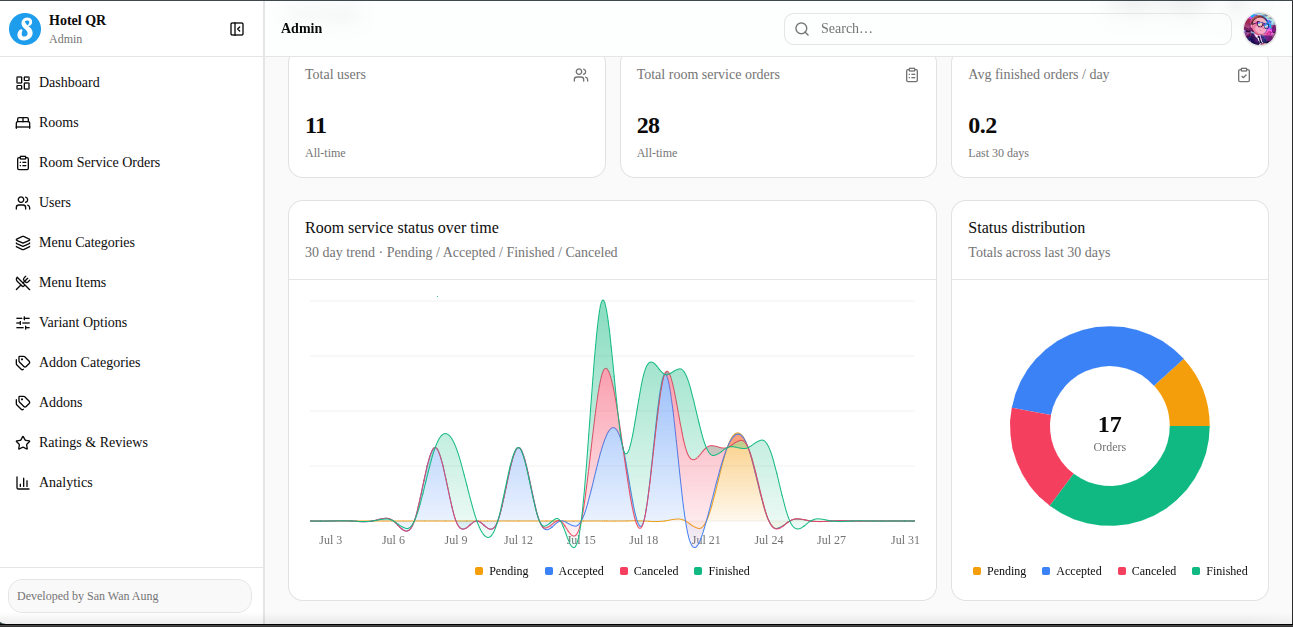 Hotel QR
Admin
Dashboard
Rooms
Room Service Orders
Users
Menu Categories
Menu Items
Variant Options
Addon Categories
Addons
Ratings & Reviews
Analytics
Developed by San Wan Aung
Admin
Search…
Total users
11
All-time
Total room service orders
28
All-time
Avg finished orders / day
0.2
Last 30 days
Room service status over time
30 day trend · Pending / Accepted / Finished / Canceled
Jul 3 Jul 6 Jul 9 Jul 12 Jul 15 Jul 18 Jul 21 Jul 24 Jul 27 Jul 31
Pending Accepted Canceled Finished
Status distribution
Totals across last 30 days
17
Orders
Pending Accepted Canceled Finished